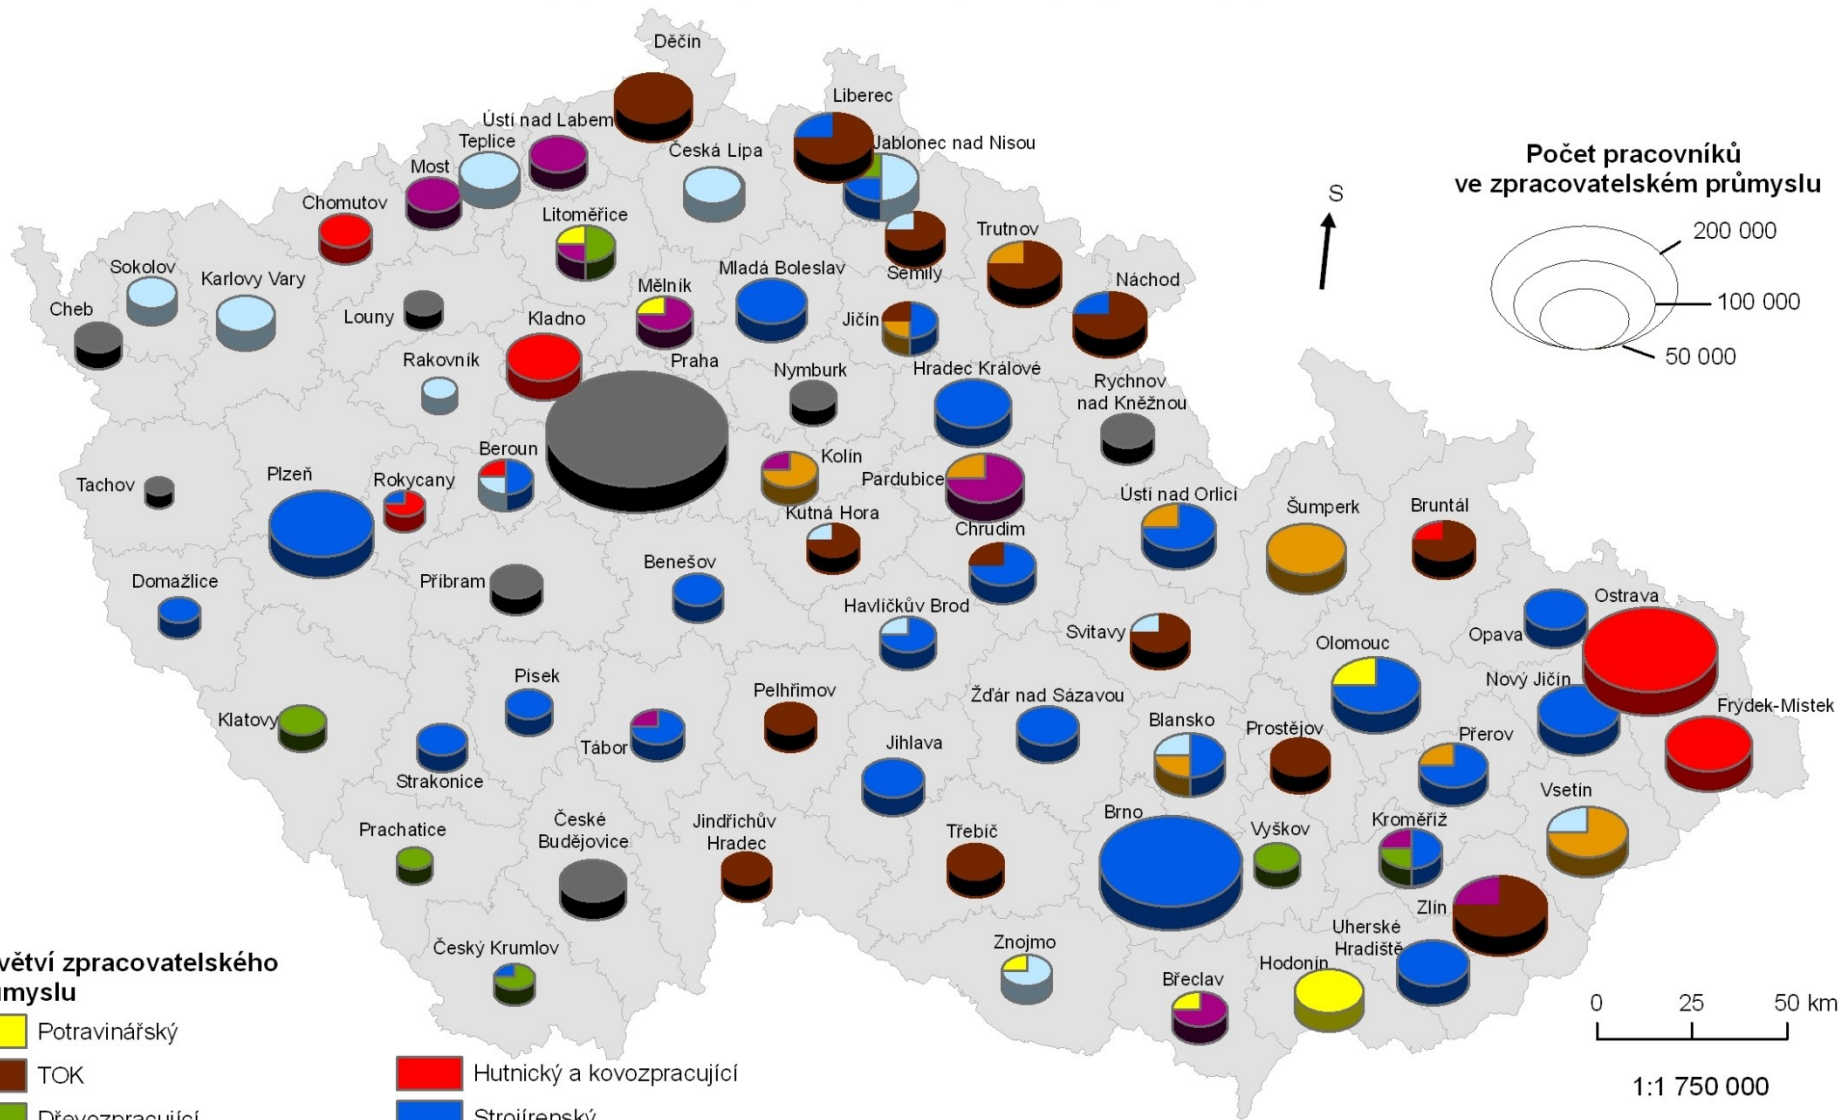 Děčín
Liberec
Ústí nad Labem
Teplice
Jablonec nad Nisou
Česká Lípa
Most
Chomutov
Litoměřice
Trutnov
Semily
Náchod
Sokolov
Karlovy Vary
Mladá Boleslav
Mělník
Cheb
Louny
Kladno
Jičín
Rakovník
Praha
Nymburk
Hradec Králové
Rychnov
nad Kněžnou
Beroun
Kolín
Tachov
Plzeň
Rokycany
Pardubice
Ústí nad Orlicí
Šumperk
Bruntál
Kutná Hora
Chrudim
Domažlice
Příbram
Benešov
Havlíčkův Brod
Svitavy
Ostrava
Opava
Olomouc
Nový Jičín
Frýdek-Místek
Písek
Pelhřimov
Žďár nad Sázavou
Klatovy
Tábor
Blansko
Prostějov
Přerov
Jihlava
Strakonice
Vsetín
Prachatice
České
Budějovice
Jindřichův
Hradec
Třebíč
Brno
Vyškov
Kroměříž
Zlín
Uherské
Hradiště
Český Krumlov
Znojmo
Břeclav
Hodonín
S
Počet pracovníků
ve zpracovatelském průmyslu
200 000
100 000
50 000
0 25 50 km
1:1 750 000
větví zpracovatelského
ůmyslu
Potravinářský
TOK
Dřevozpracující
Hutnický a kovozpracující
Strojírenský